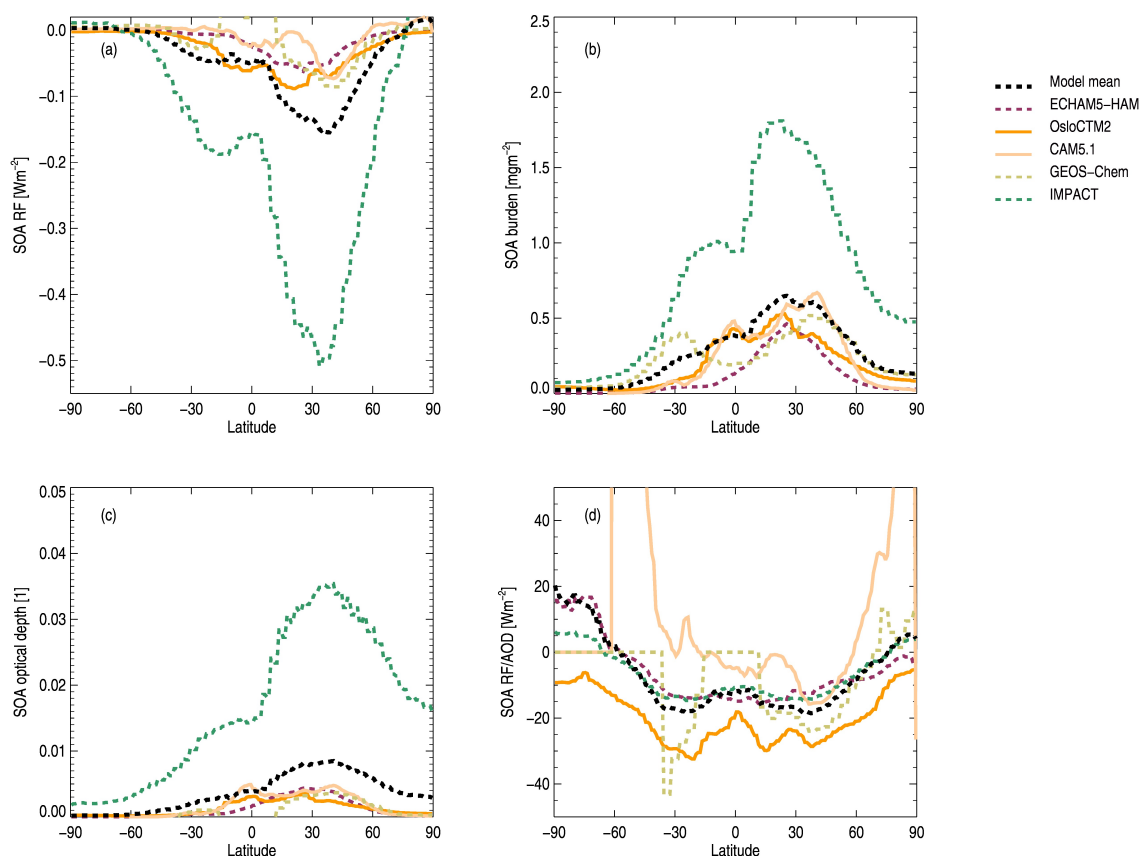 (a)
0.0
−0.1
−0.2
−0.3
−0.4
−0.5
SOA RF [Wm−2]
−90 −60 −30 0 30 60 90
Latitude
(b)
2.5
2.0
1.5
1.0
0.5
0.0
SOA burden [mgm−2]
−90 −60 −30 0 30 60 90
Latitude
Model mean
ECHAM5−HAM
OsloCTM2
CAM5.1
GEOS−Chem
IMPACT
(c)
0.05
0.04
0.03
0.02
0.01
0.00
SOA optical depth [1]
−90 −60 −30 0 30 60 90
Latitude
(d)
40
20
0
−20
−40
SOA RF/AOD [Wm−2]
−90 −60 −30 0 30 60 90
Latitude